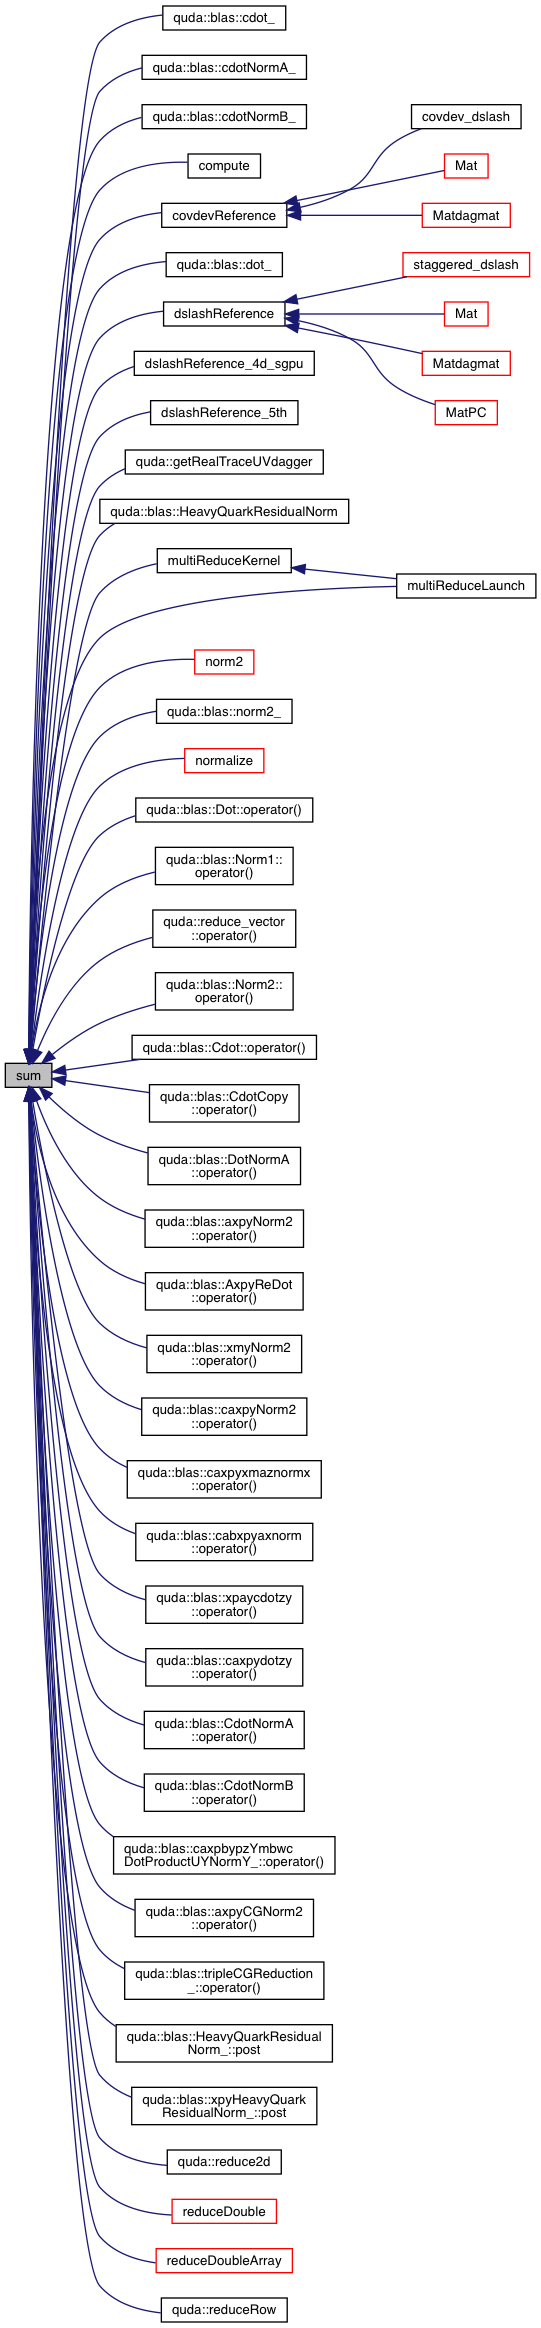 quda::blas::cdot_
quda::blas::cdotNormA_
quda::blas::cdotNormB_
covdev_dslash
compute
Mat
covdevReference
Matdagmat
quda::blas::dot_
staggered_dslash
dslashReference
Mat
dslashReference_4d_sgpu
Matdagmat
dslashReference_5th
MatPC
quda::getRealTraceUVdagger
quda::blas::HeavyQuarkResidualNorm
multiReduceKernel
multiReduceLaunch
norm2
quda::blas::norm2_
normalize
quda::blas::Dot::operator()
quda::blas::Norm1::
operator()
quda::reduce_vector
::operator()
quda::blas::Norm2::
operator()
quda::blas::Cdot::operator()
sum
quda::blas::CdotCopy
::operator()
quda::blas::DotNormA
::operator()
quda::blas::axpyNorm2
::operator()
quda::blas::AxpyReDot
::operator()
quda::blas::xmyNorm2
::operator()
quda::blas::caxpyNorm2
::operator()
quda::blas::caxpyxmaznormx
::operator()
quda::blas::cabxpyaxnorm
::operator()
quda::blas::xpaycdotzy
::operator()
quda::blas::caxpydotzy
::operator()
quda::blas::CdotNormA
::operator()
quda::blas::CdotNormB
::operator()
quda::blas::caxpbypzYmbwc
DotProductUYNormY_::operator()
quda::blas::axpyCGNorm2
::operator()
quda::blas::tripleCGReduction
_::operator()
quda::blas::HeavyQuarkResidual
Norm_::post
quda::blas::xpyHeavyQuark
ResidualNorm_::post
quda::reduce2d
reduceDouble
reduceDoubleArray
quda::reduceRow